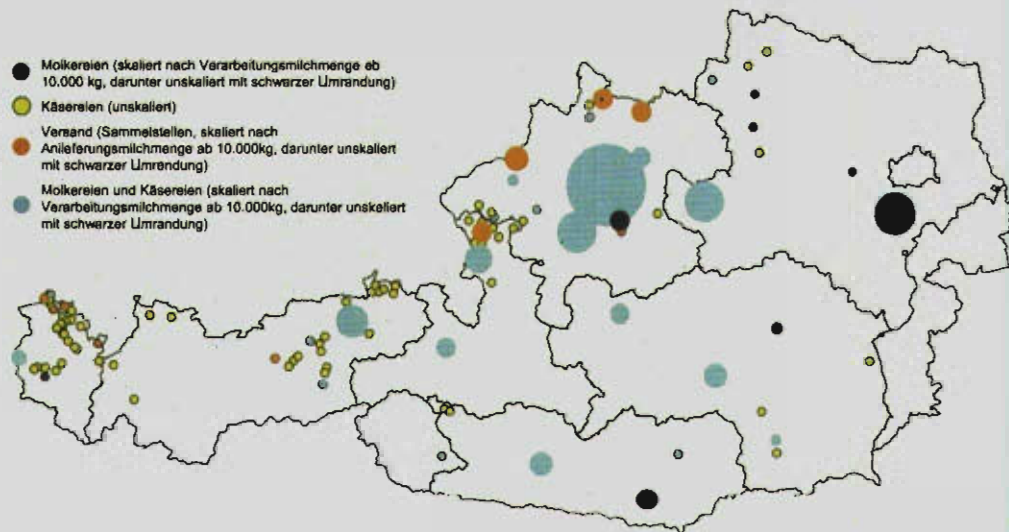 Molkereien (skaliert nach Verarbeitungsmilchmenge ab
10.000 kg, darunter unskaliert mit schwarzer Umrandung)
Käsereien (unskaliert)
Versand (Sammelstellen, skaliert nach
Anlieferungsmilchmenge ab 10.000kg, darunter unskaliert
mit schwarzer Umrandung)
Molkereien und Käsereien (skaliert nach
Verarbeitungsmilchmenge ab 10.000kg, darunter unskaliert
mit schwarzer Umrandung)